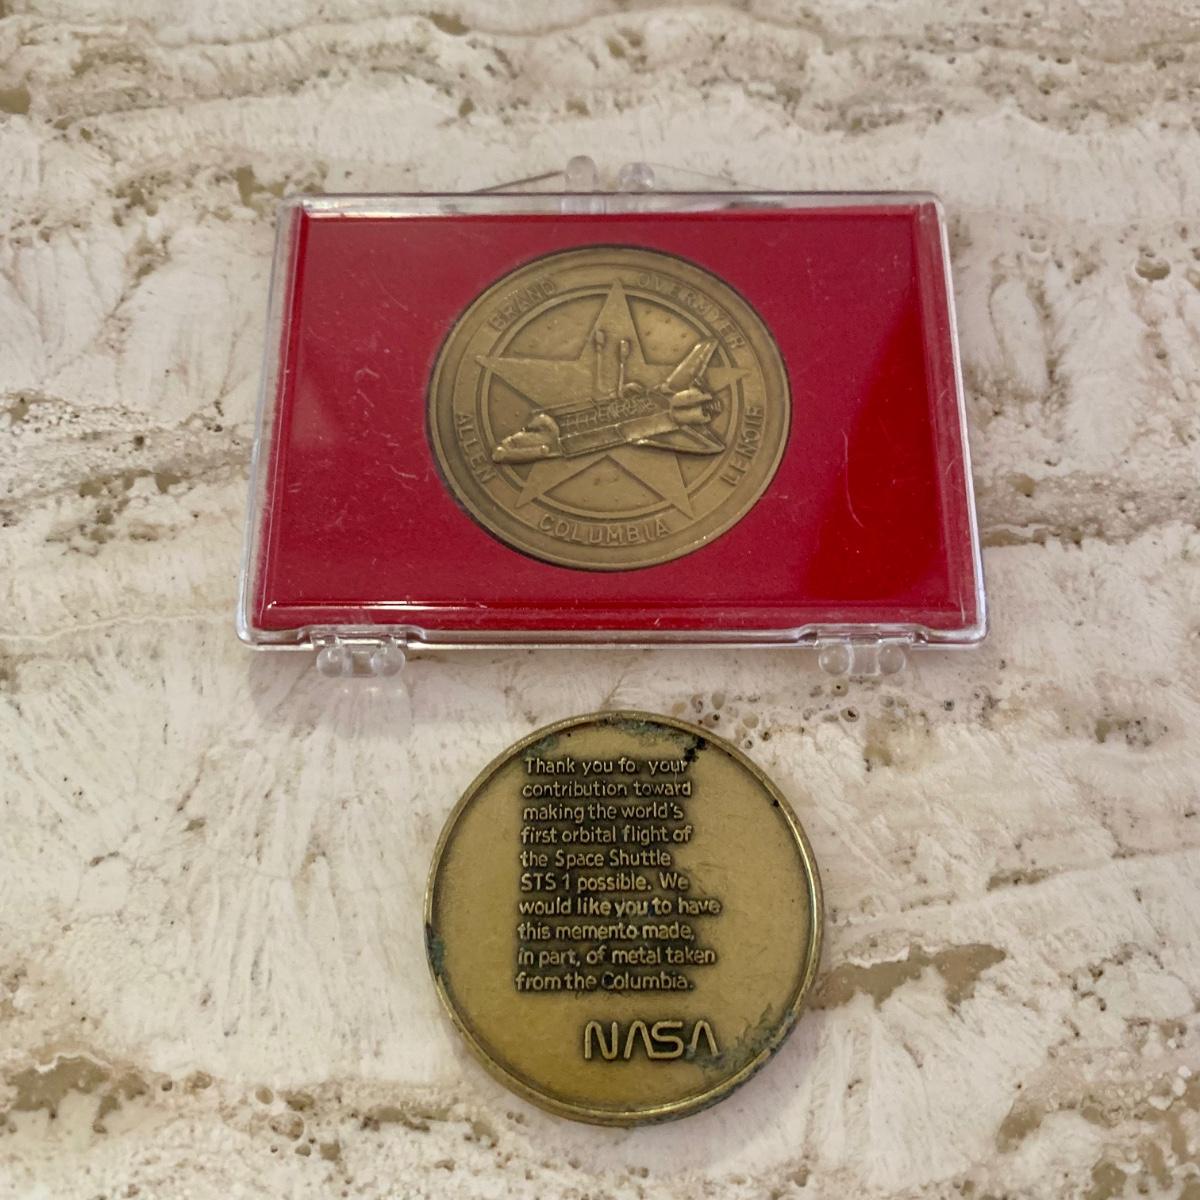 BRAND
OVERMYER
ALLEN
LENOIR
COLUMBIA
Thank you fo your
contribution toward
making the world's
first orbital flight of
the Space Shuttle
STS 1 possible. We
would like you to have
this memento made,
in part, of metal taken
from the Columbia.
NASA